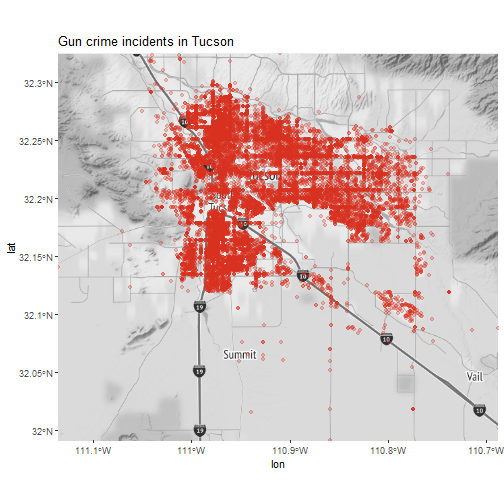 Gun crime incidents in Tucson
32.3°N
32.25°N
32.2°N
32.15°N
32.1°N
32.05°N
32°N
lat
10
10
10
10
19
19
19
Summit
Vail
111.1°W
111°W
110.9°W
110.8°W
110.7°W
lon